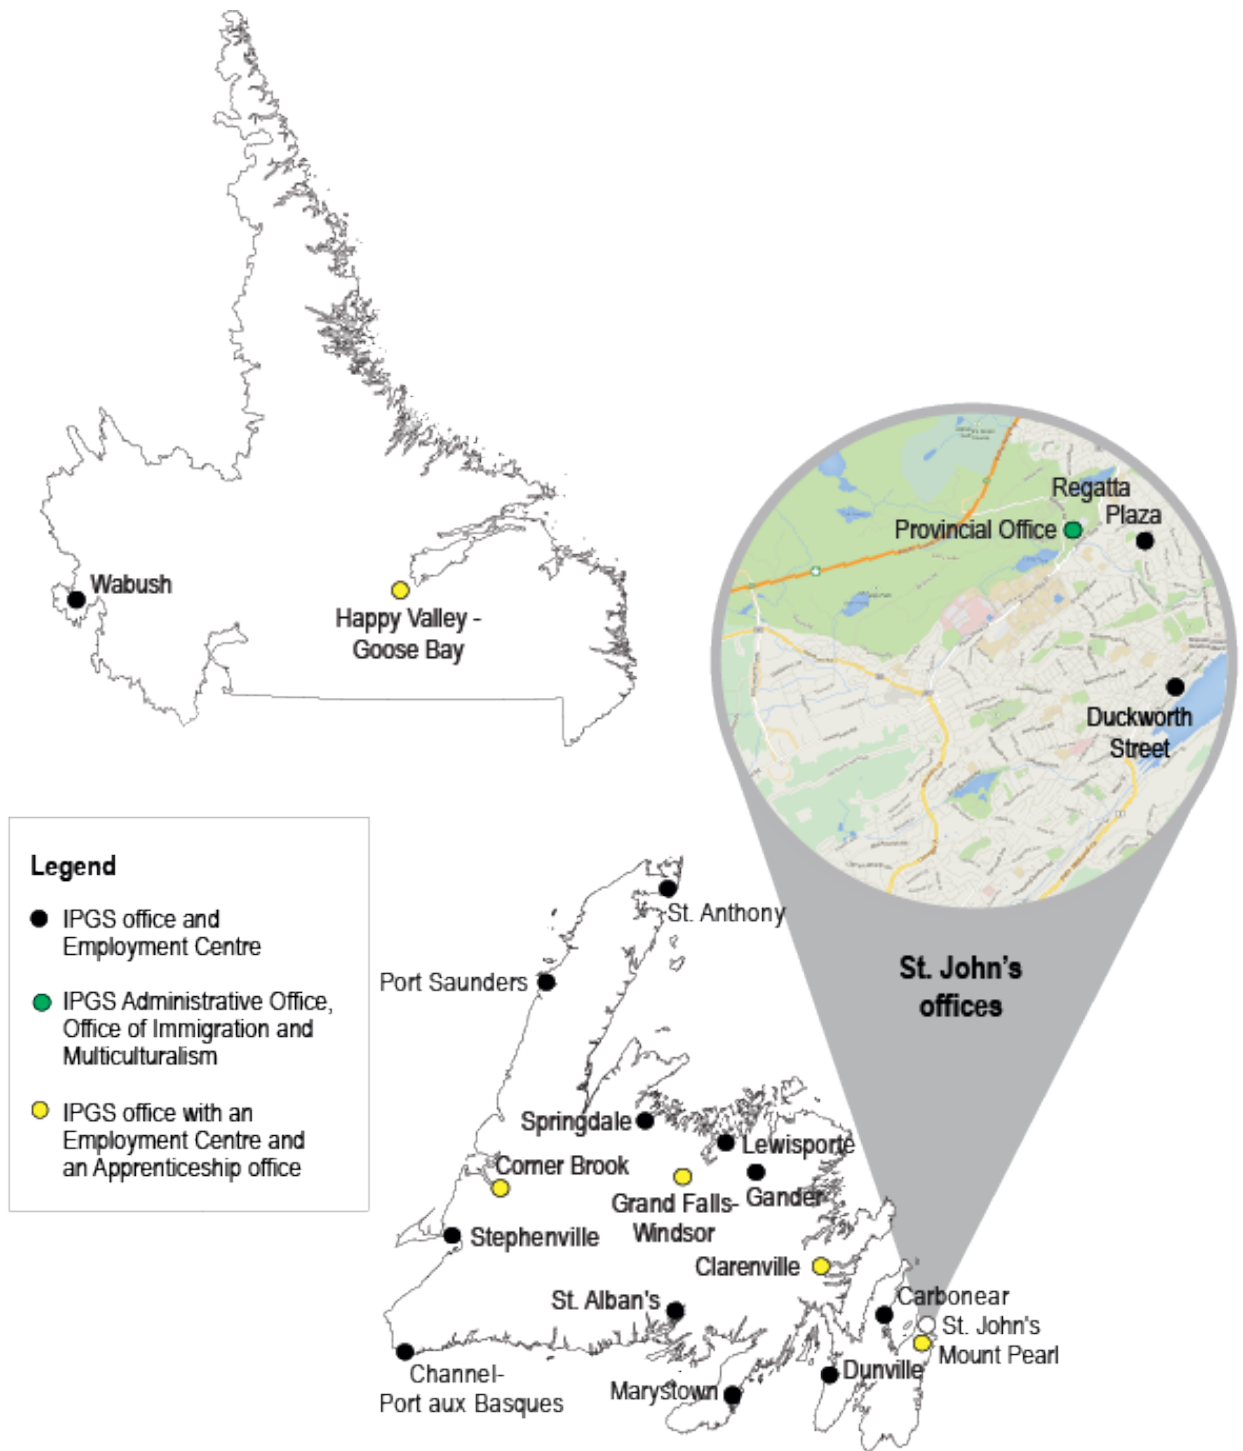 Wabush
Happy Valley -
Goose Bay
Regatta
Plaza
Provincial Office
Duckworth
Street
St. John's
offices
Legend
IPGS office and
Employment Centre
IPGS Administrative Office,
Office of Immigration and
Multiculturalism
IPGS office with an
Employment Centre and
an Apprenticeship office
St. Anthony
Port Saunders
Springdale
Lewisporte
Corner Brook
Gander
Grand Falls-
Windsor
Stephenville
Clarenville
St. Alban's
Carbonear
St. John's
Mount Pearl
Channel-
Port aux Basques
Dunville
Marystown